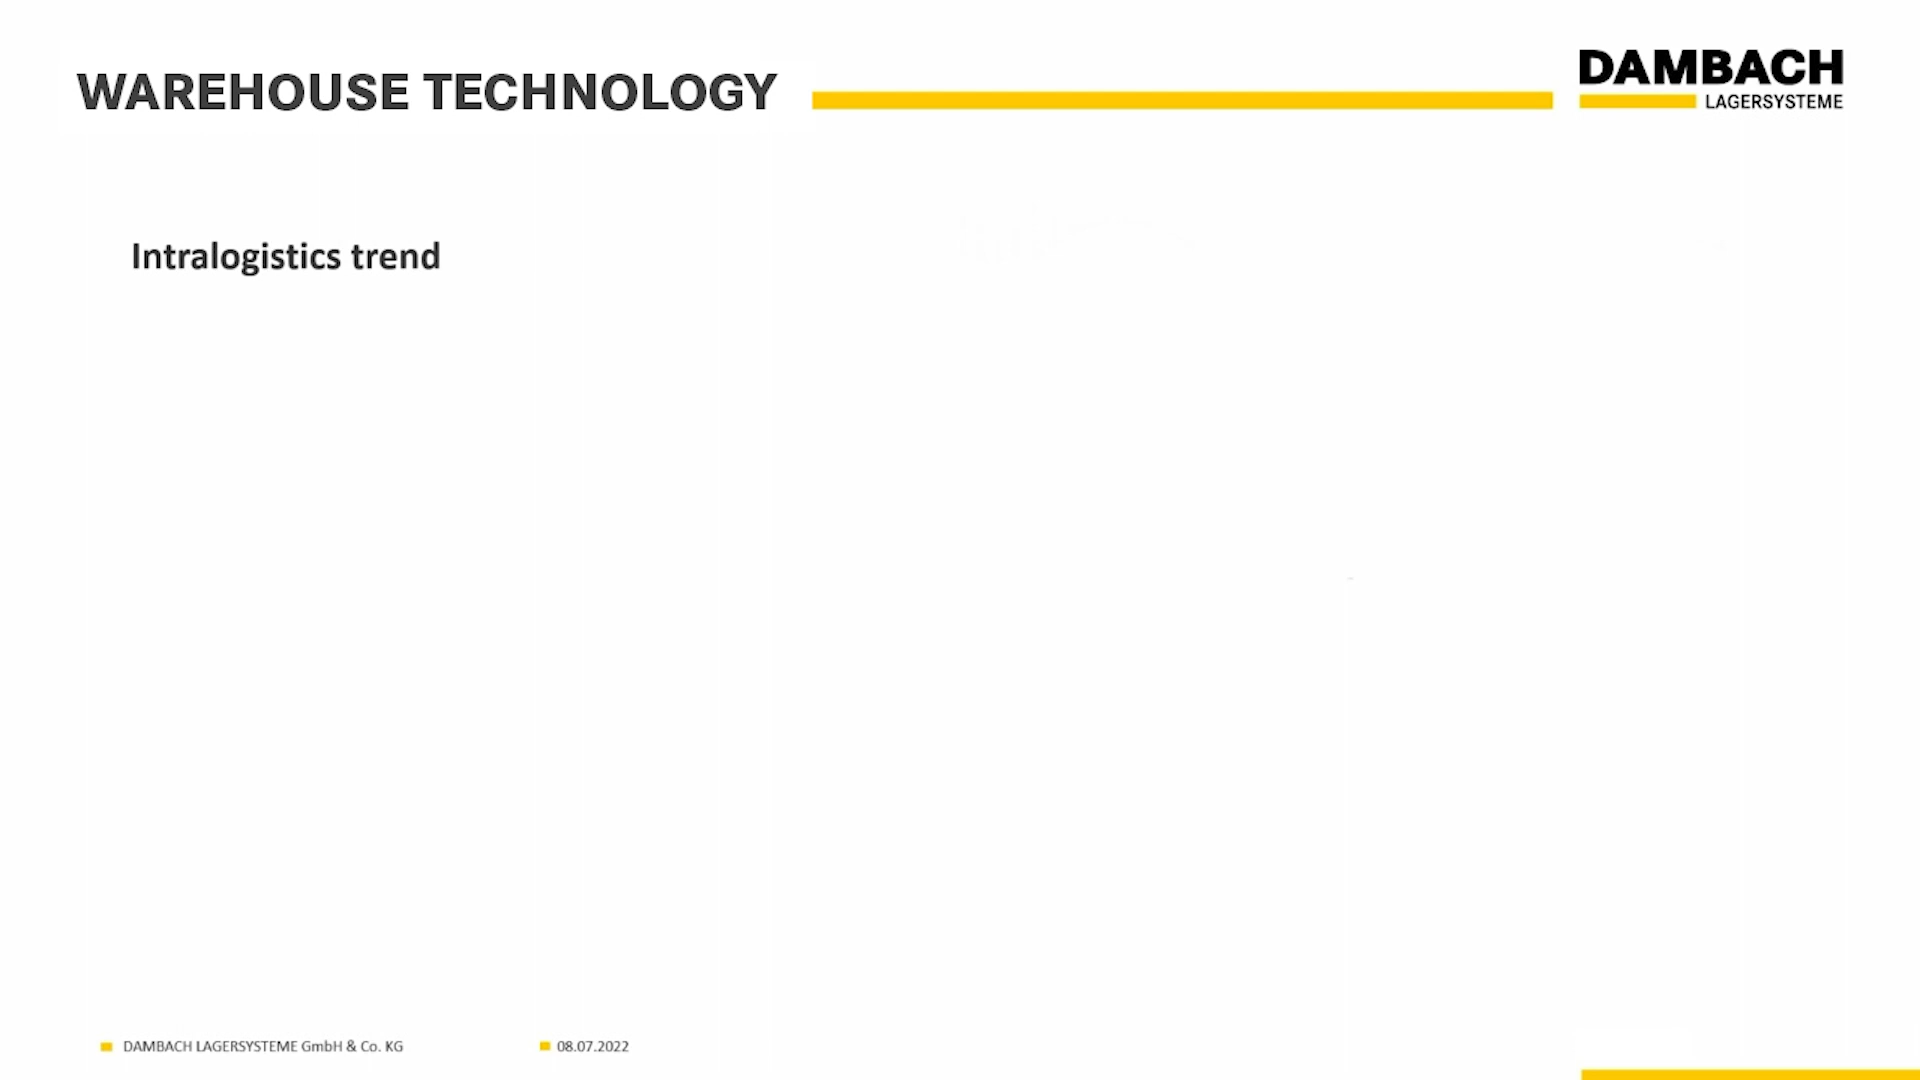 WAREHOUSE TECHNOLOGY
DAMBACH
LAGERSYSTEME
Intralogistics trend
DAMBACH LAGERSYSTEME GmbH & Co. KG
08.07.2022